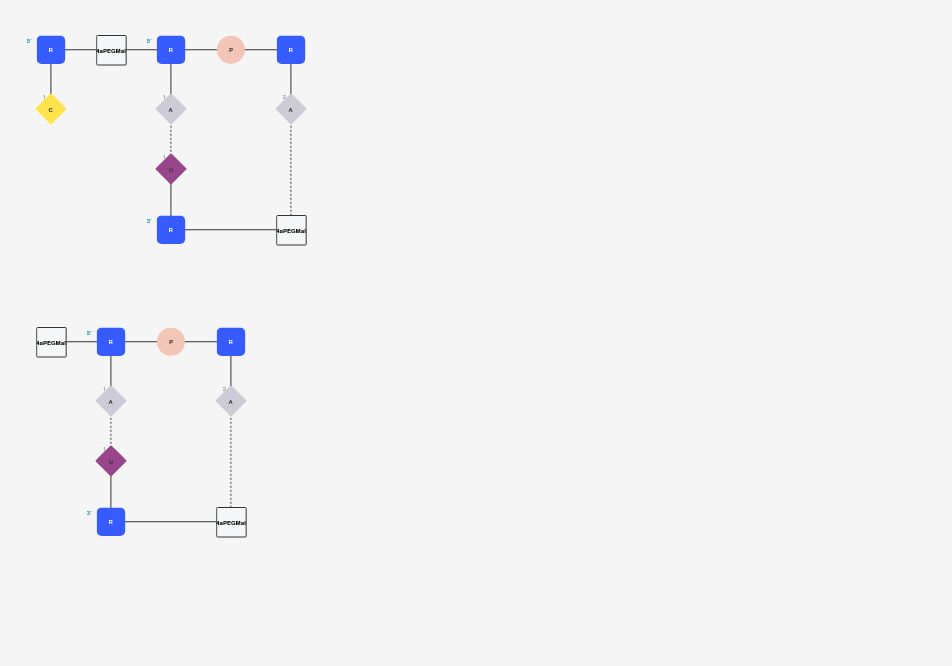 5' R 4aPEGMal 5' R P R
1 C 1 A 2 A
1 U
3' R 4aPEGMal
4aPEGMal 5' R P R
1 A 2 A
1 U
3' R 4aPEGMal